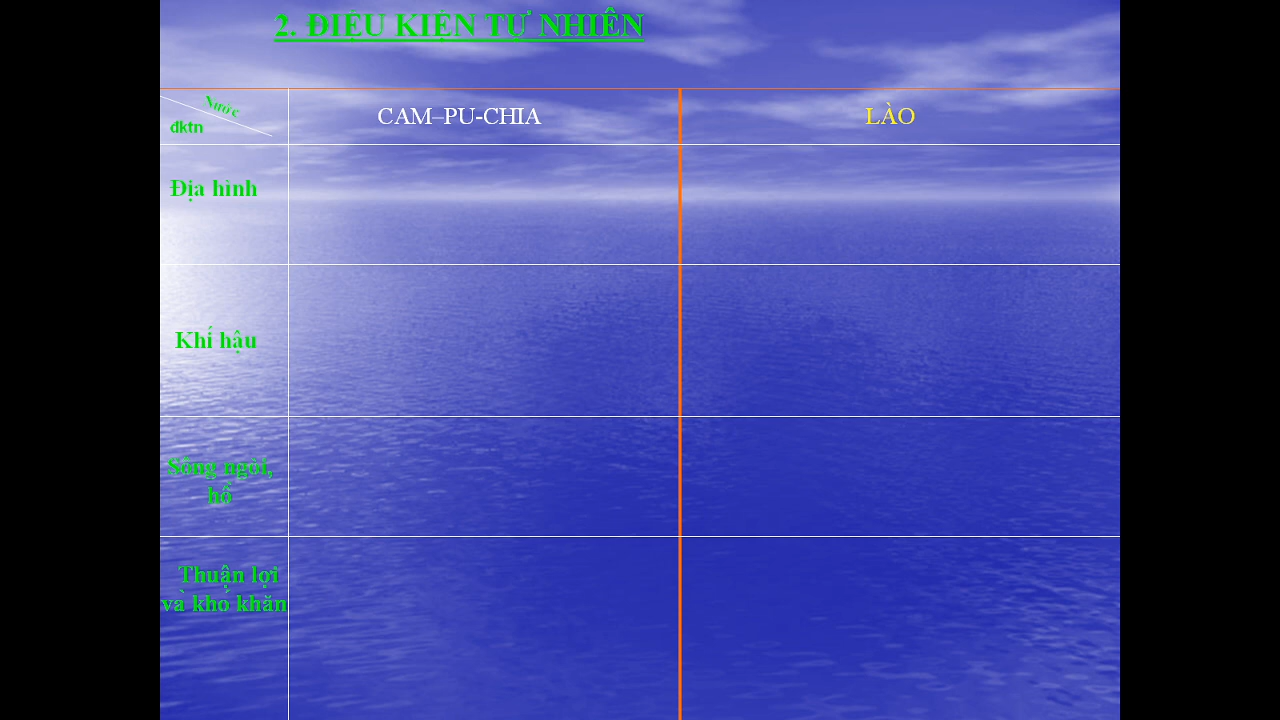 2. ĐIỀU KIỆN TỰ NHIÊN
Nước
đktn
CAM–PU-CHIA
LÀO
Địa hình
Khí hậu
Sông ngòi,
hồ
Thuận lợi
và khó khăn